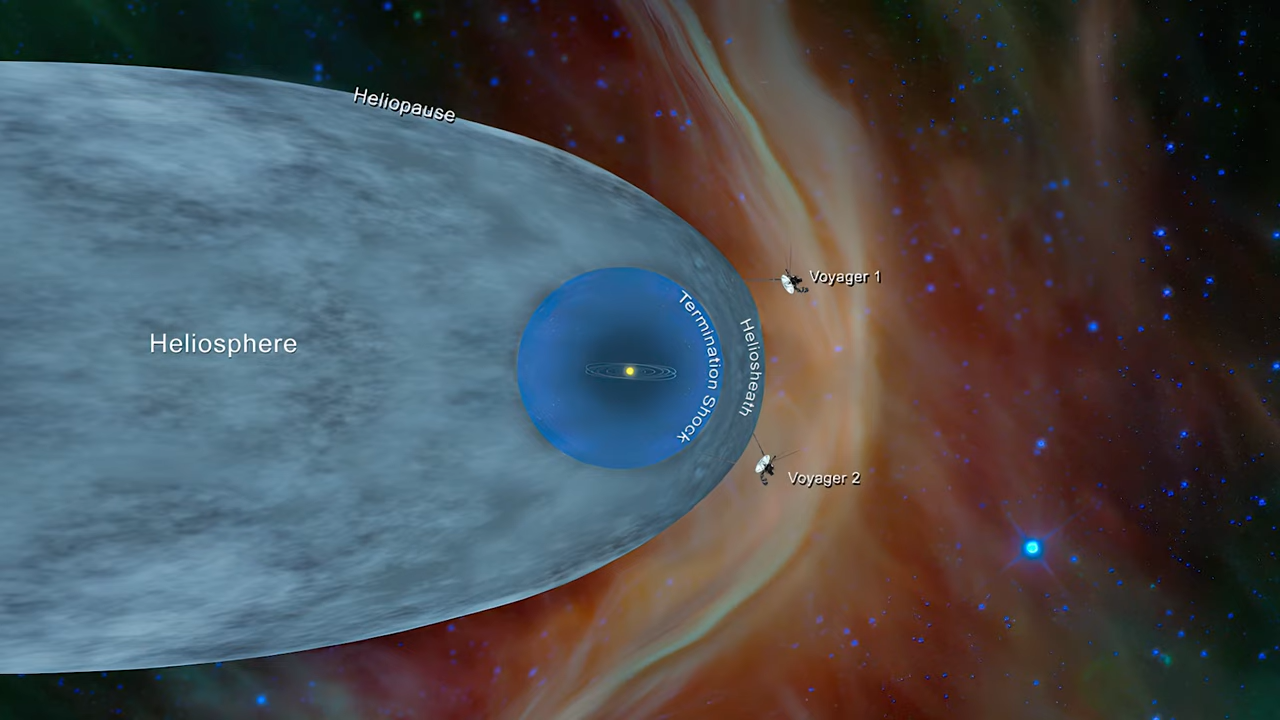 Heliopause
Voyager 1
Heliosphere
Termination Shock
Heliosheath
Voyager 2